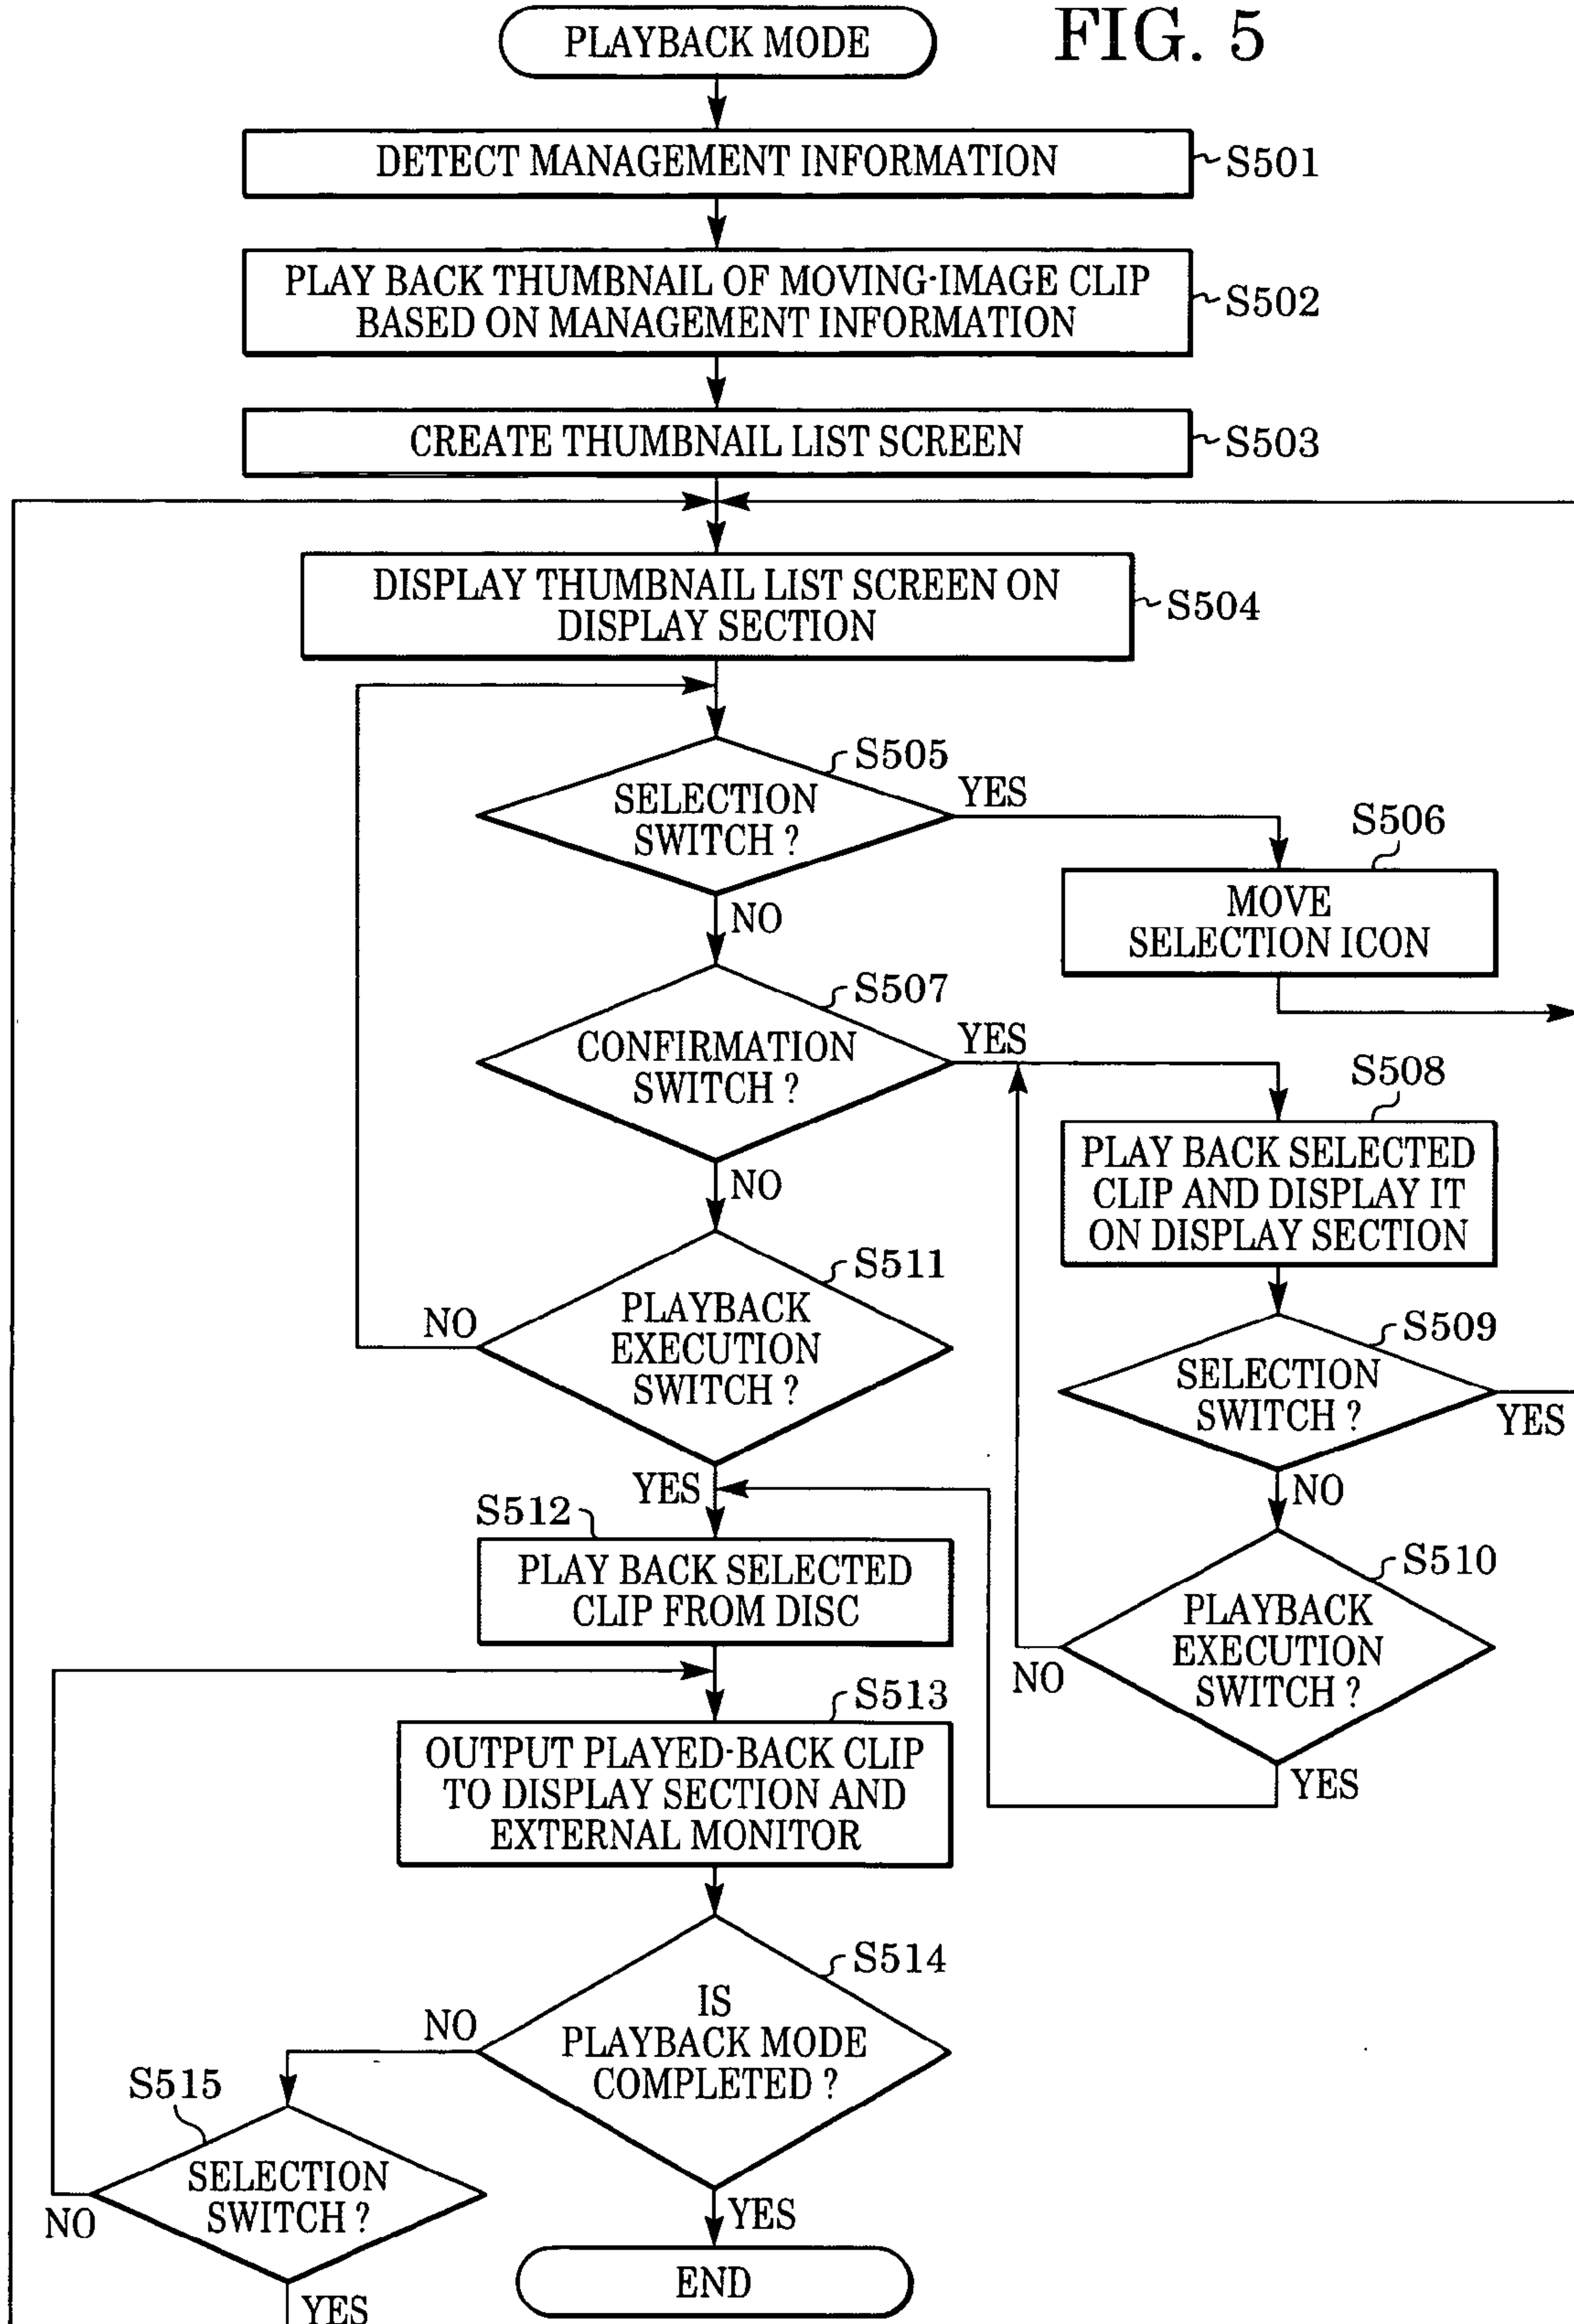 FIG. 5
PLAYBACK MODE
DETECT MANAGEMENT INFORMATION
S501
PLAY BACK THUMBNAIL OF MOVING-IMAGE CLIP
BASED ON MANAGEMENT INFORMATION
S502
CREATE THUMBNAIL LIST SCREEN
S503
DISPLAY THUMBNAIL LIST SCREEN ON
DISPLAY SECTION
S504
S505
SELECTION
SWITCH ?
YES
NO
S506
MOVE
SELECTION ICON
S507
CONFIRMATION
SWITCH ?
YES
NO
S508
PLAY BACK SELECTED
CLIP AND DISPLAY IT
ON DISPLAY SECTION
S509
SELECTION
SWITCH ?
YES
NO
S510
PLAYBACK
EXECUTION
SWITCH ?
NO
YES
S511
PLAYBACK
EXECUTION
SWITCH ?
NO
YES
S512
PLAY BACK SELECTED
CLIP FROM DISC
S513
OUTPUT PLAYED-BACK CLIP
TO DISPLAY SECTION AND
EXTERNAL MONITOR
S514
IS
PLAYBACK MODE
COMPLETED ?
NO
YES
S515
SELECTION
SWITCH ?
NO
YES
END